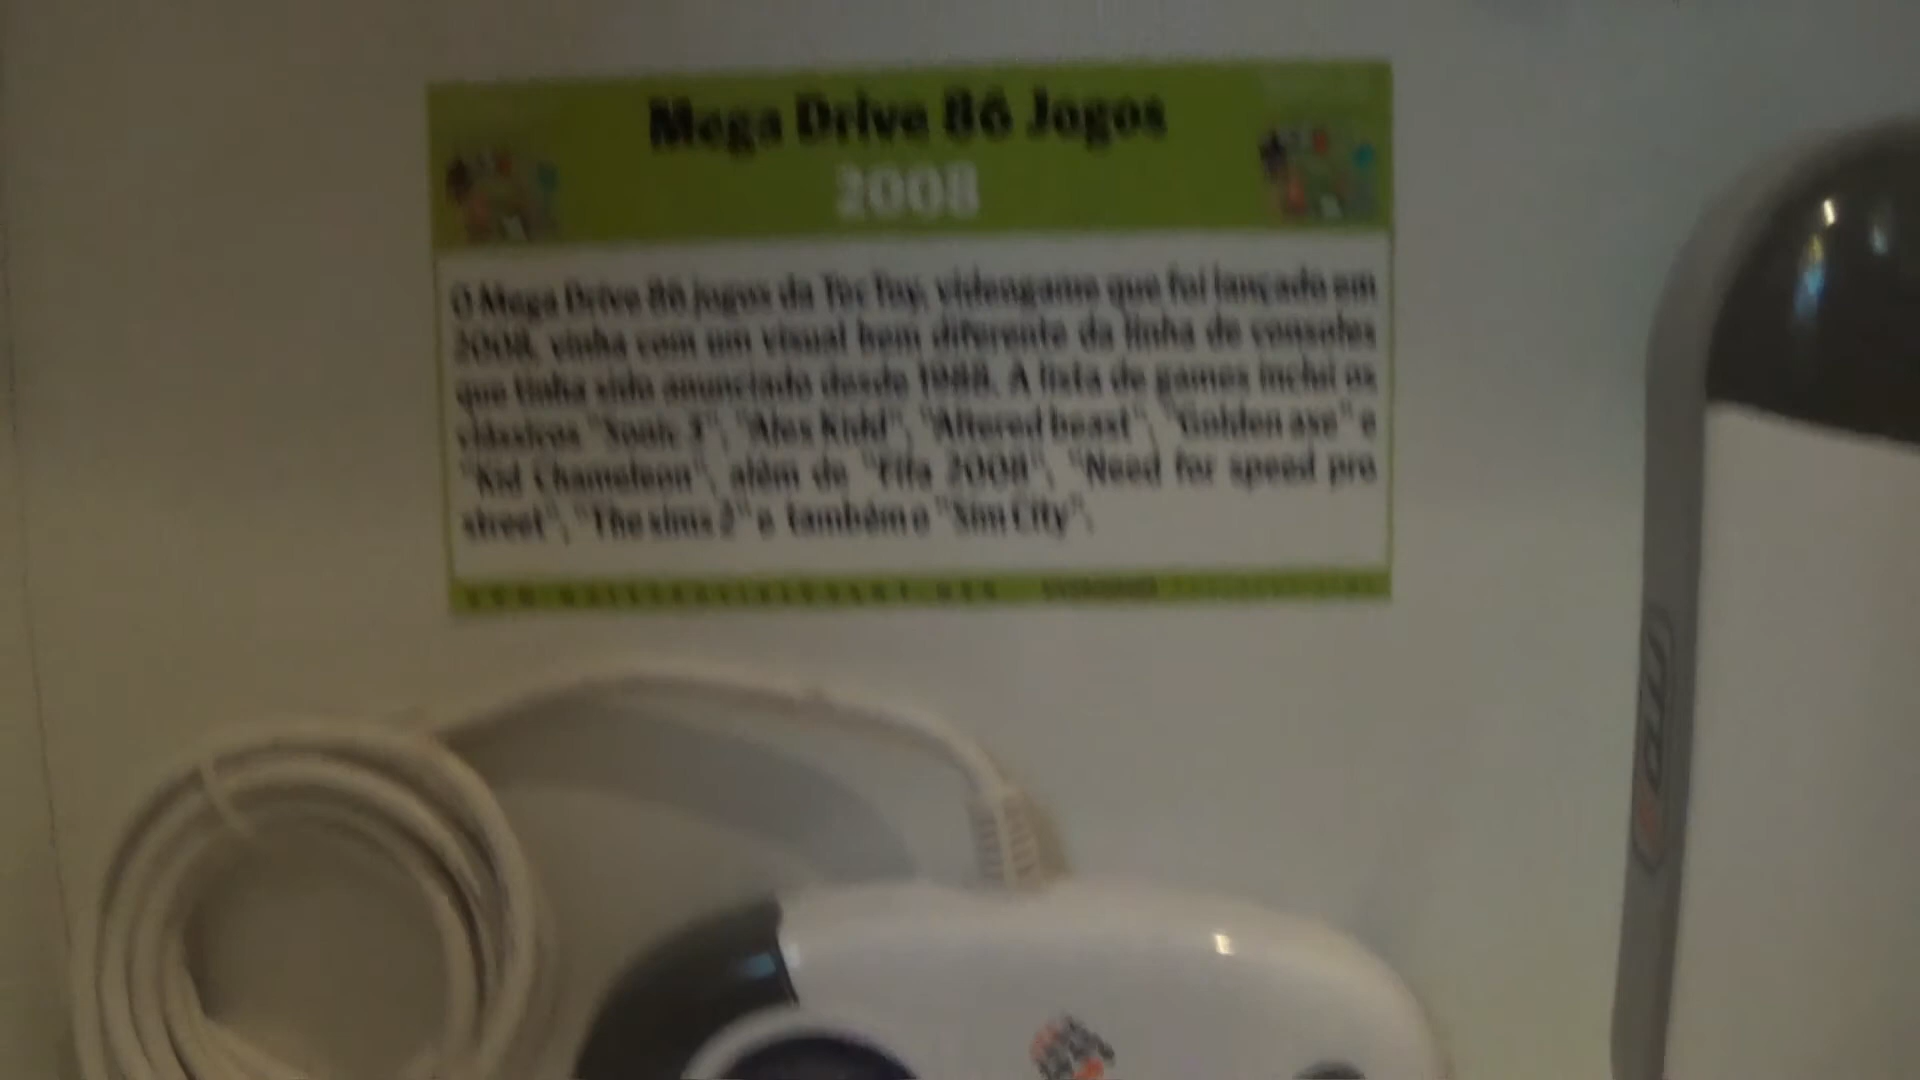 Mega Drive 86 Jogos
2008
O Mega Drive 86 jogos da Tec Toy, videogame que foi lançado em
2008, vinha com um visual bem diferente da linha de consoles
que tinha sido anunciado desde 1988. A lista de games inclui os
clássicos "Sonic 3", "Alex Kidd", "Altered beast", "Golden axe" e
"Kid Chameleon", além de "Fifa 2008", "Need for speed pro
street", "The sims 2" e também o "Sim City".